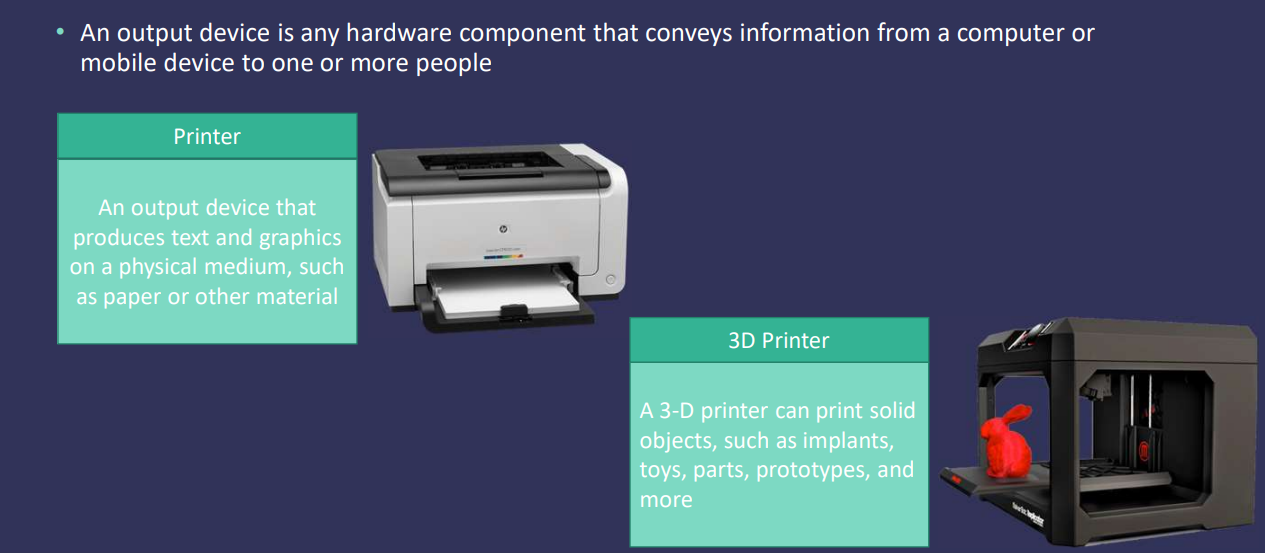 • An output device is any hardware component that conveys information from a computer or
mobile device to one or more people
Printer
An output device that
produces text and graphics
on a physical medium, such
as paper or other material
hp
3D Printer
A 3-D printer can print solid
objects, such as implants,
toys, parts, prototypes, and
more